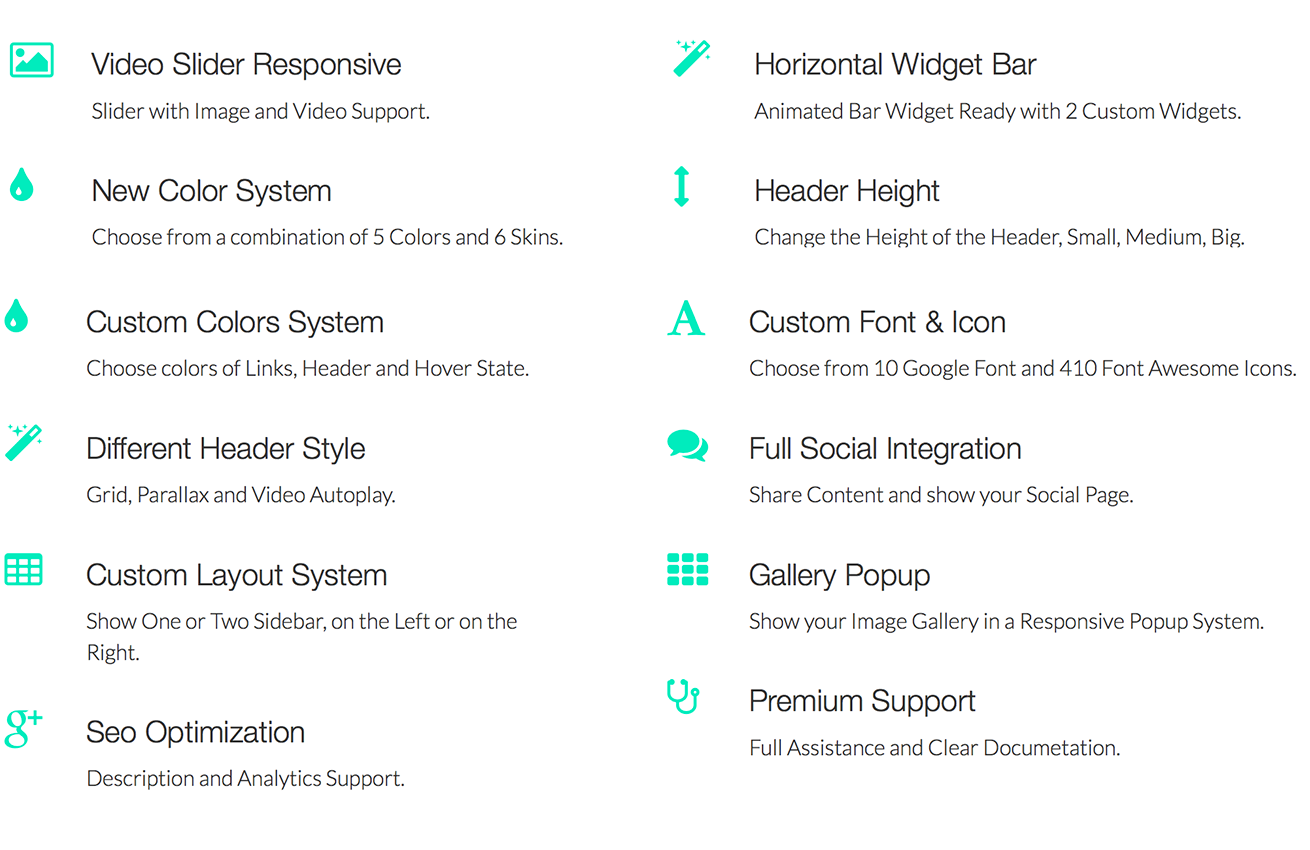 Video Slider Responsive
Slider with Image and Video Support.
New Color System
Choose from a combination of 5 Colors and 6 Skins.
Custom Colors System
Choose colors of Links, Header and Hover State.
Different Header Style
Grid, Parallax and Video Autoplay.
Custom Layout System
Show One or Two Sidebar, on the Left or on the
Right.
g+
Seo Optimization
Description and Analytics Support.
Horizontal Widget Bar
Animated Bar Widget Ready with 2 Custom Widgets.
Header Height
Change the Height of the Header, Small, Medium, Big.
A
Custom Font & Icon
Choose from 10 Google Font and 410 Font Awesome Icons.
Full Social Integration
Share Content and show your Social Page.
Gallery Popup
Show your Image Gallery in a Responsive Popup System.
Premium Support
Full Assistance and Clear Documetation.